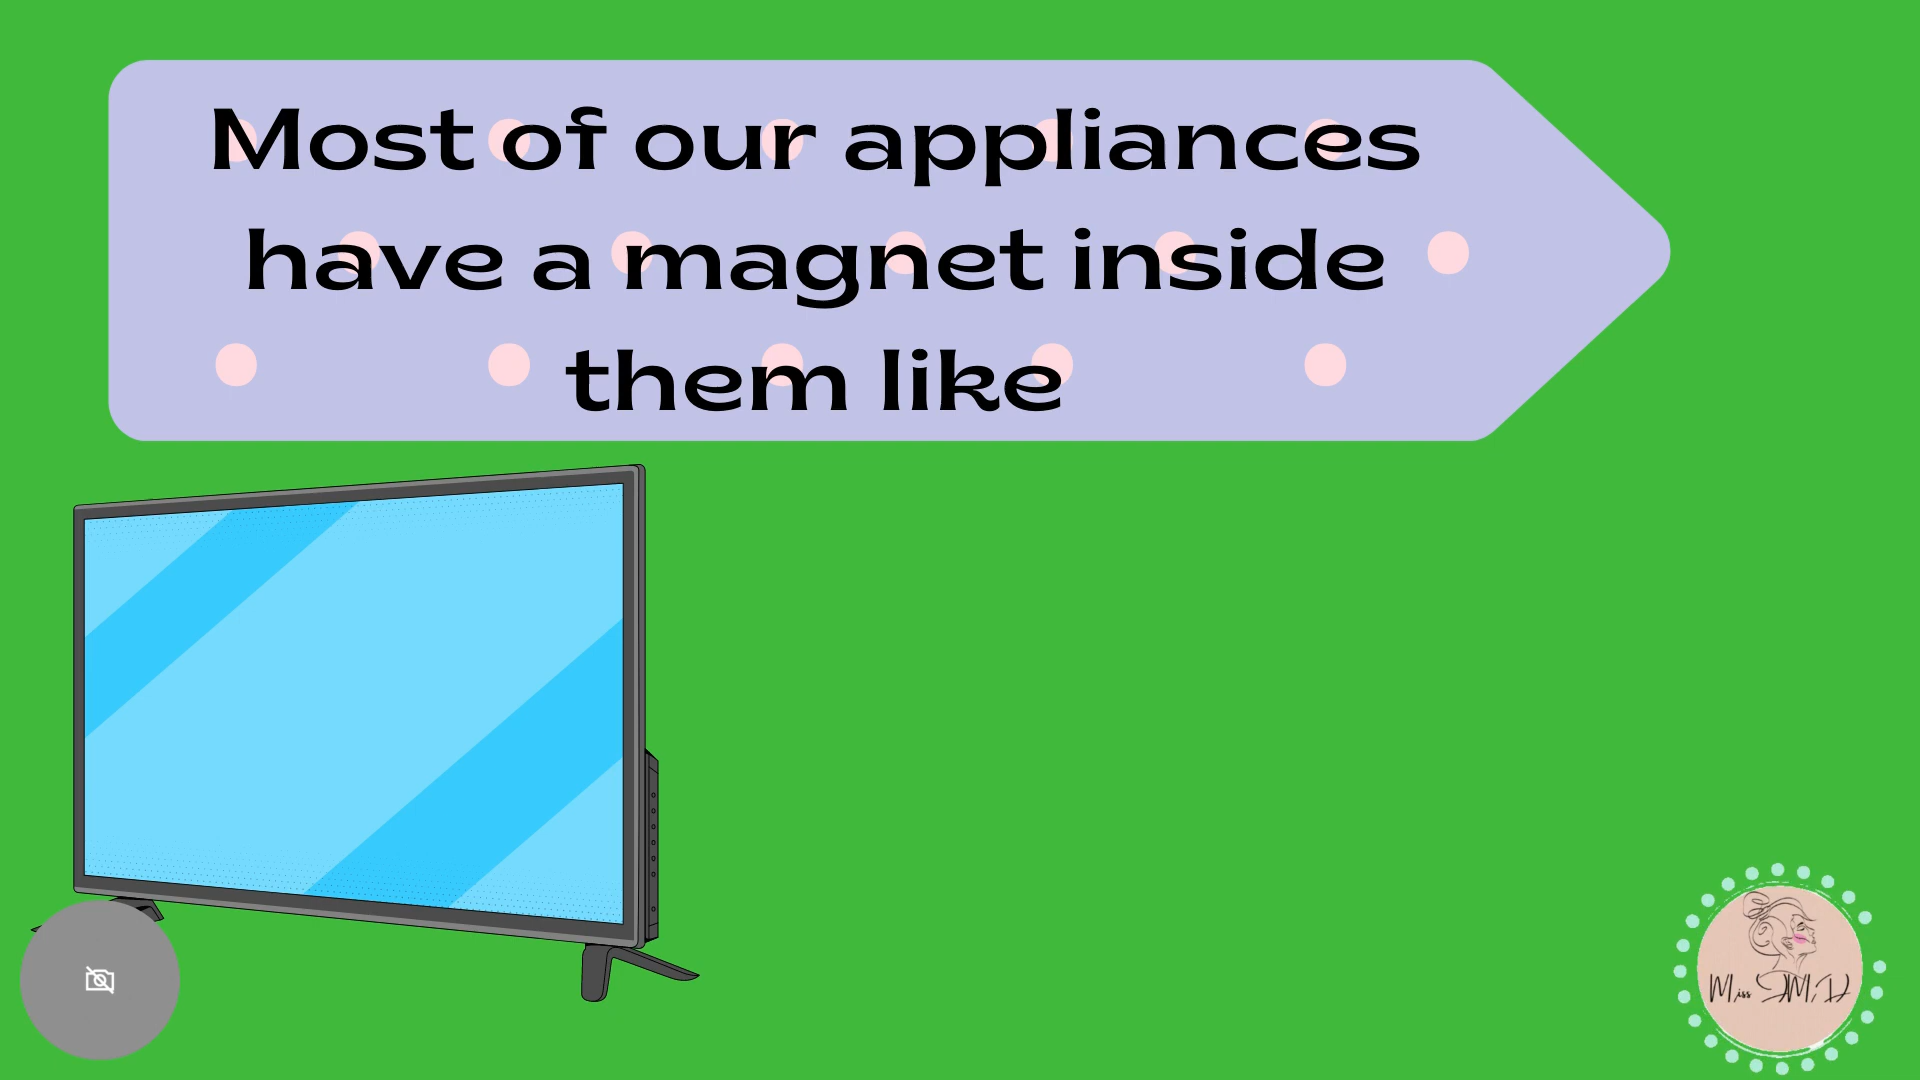 Most of our appliances
have a magnet inside
them like